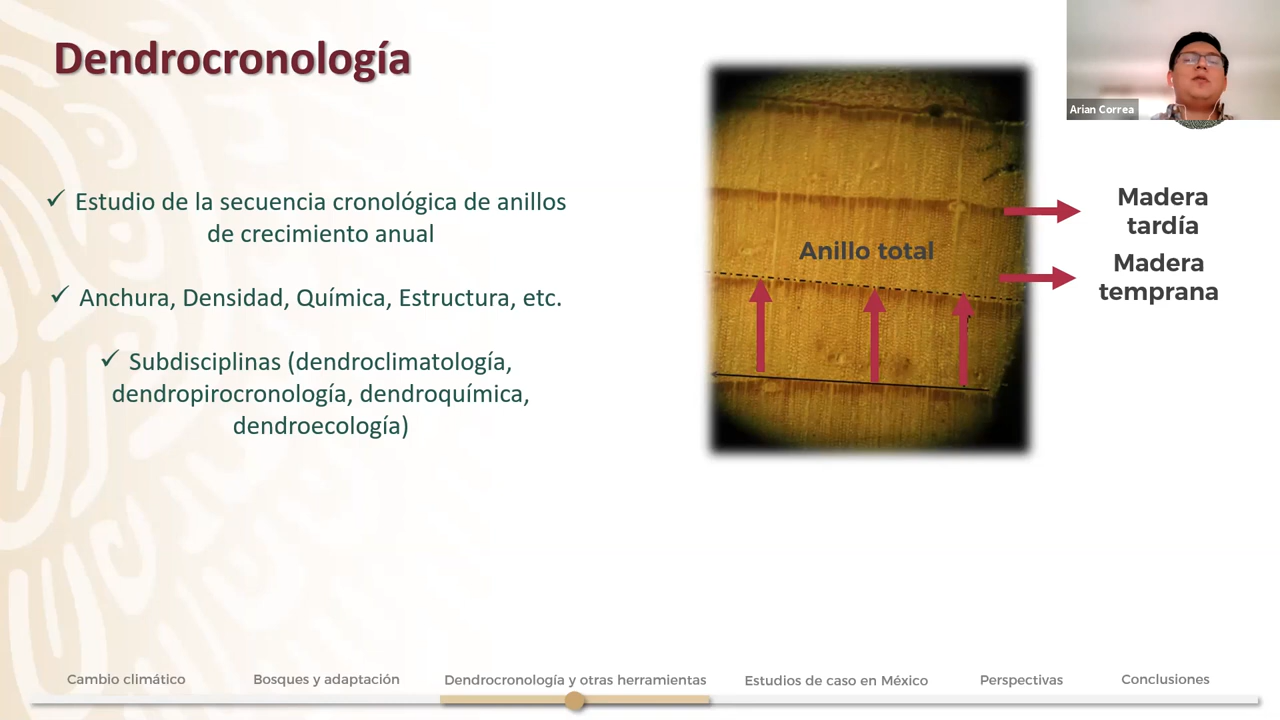 Dendrocronología
Arian Correa
✓ Estudio de la secuencia cronológica de anillos
de crecimiento anual
✓ Anchura, Densidad, Química, Estructura, etc.
✓ Subdisciplinas (dendroclimatología,
dendropirocronología, dendroquímica,
dendroecología)
Anillo total
Madera
tardía
Madera
temprana
Cambio climático
Bosques y adaptación
Dendrocronología y otras herramientas
Estudios de caso en México
Perspectivas
Conclusiones